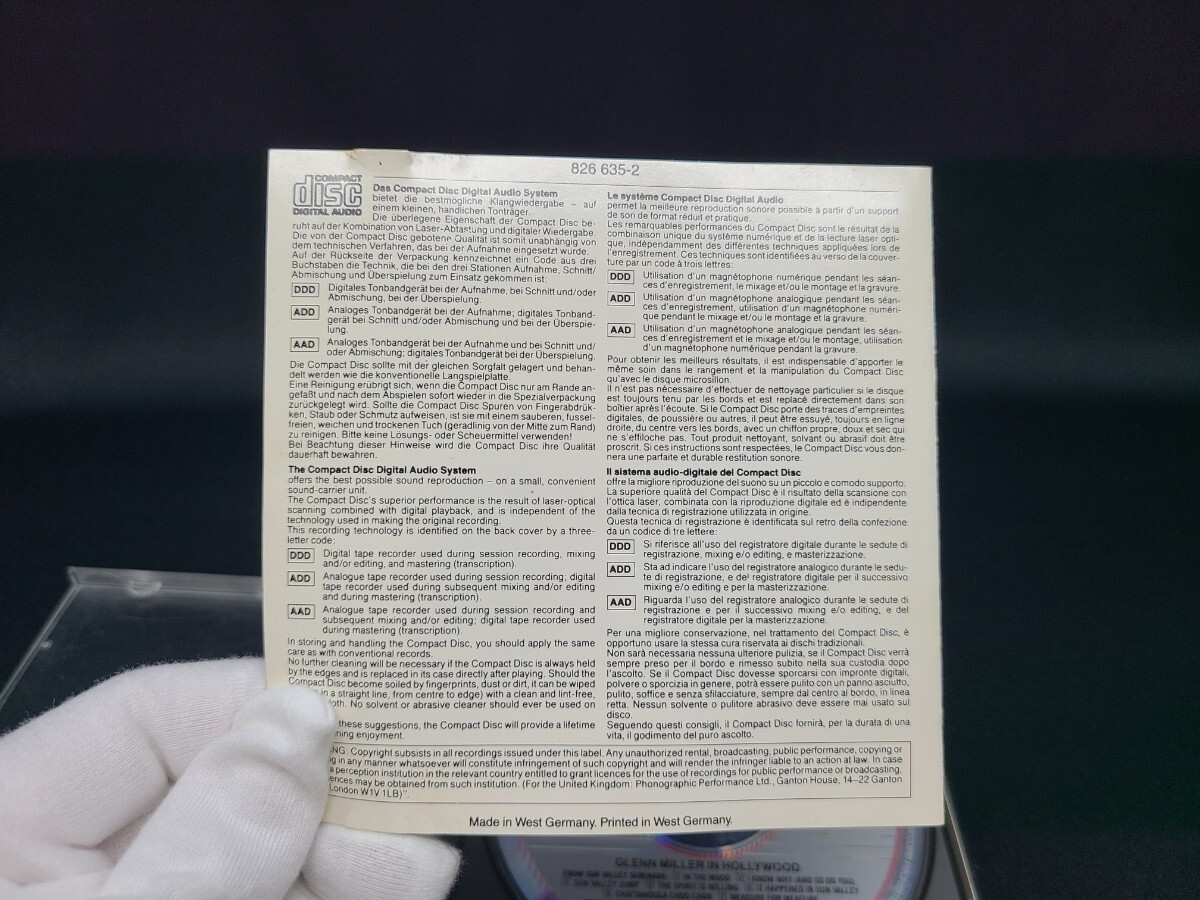 826 635-2
COMPACT
disc
DIGITAL AUDIO
Das Compact Disc Digital Audio System
bietet die bestmögliche Klangwiedergabe – auf
einem kleinen, handlichen Tonträger.
Die überlegene Eigenschaft der Compact Disc be-
ruht auf der Kombination von Laser-Abtastung und digitaler Wiedergabe.
Die von der Compact Disc gebotene Qualität ist somit unabhängig von
dem technischen Verfahren, das bei der Aufnahme eingesetzt wurde.
Auf der Rückseite der Verpackung kennzeichnet ein Code aus drei
Buchstaben die Technik, die bei den drei Stationen Aufnahme, Schnitt/
Abmischung und Überspielung zum Einsatz gekommen ist:
DDD Digitales Tonbandgerät bei der Aufnahme, bei Schnitt und/oder
Abmischung, bei der Überspielung.
ADD Analoges Tonbandgerät bei der Aufnahme; digitales Tonband-
gerät bei Schnitt und/oder Abmischung und bei der Überspie-
lung.
AAD Analoges Tonbandgerät bei der Aufnahme und bei Schnitt und/
oder Abmischung; digitales Tonbandgerät bei der Überspielung.
Die Compact Disc sollte mit der gleichen Sorgfalt gelagert und behan-
delt werden wie die konventionelle Langspielplatte.
Eine Reinigung erübrigt sich, wenn die Compact Disc nur am Rande an-
gefaßt und nach dem Abspielen sofort wieder in die Spezialverpackung
zurückgelegt wird. Sollte die Compact Disc Spuren von Fingerabdrük-
ken, Staub oder Schmutz aufweisen, ist sie mit einem sauberen, fussel-
freien, weichen und trockenen Tuch (geradlinig von der Mitte zum Rand)
zu reinigen. Bitte keine Lösungs- oder Scheuermittel verwenden!
Bei Beachtung dieser Hinweise wird die Compact Disc ihre Qualität
dauerhaft bewahren.
The Compact Disc Digital Audio System
offers the best possible sound reproduction – on a small, convenient
sound-carrier unit.
The Compact Disc's superior performance is the result of laser-optical
scanning combined with digital playback, and is independent of the
technology used in making the original recording.
This recording technology is identified on the back cover by a three-
letter code:
DDD Digital tape recorder used during session recording, mixing
and/or editing, and mastering (transcription).
ADD Analogue tape recorder used during session recording; digital
tape recorder used during subsequent mixing and/or editing
and during mastering (transcription).
AAD Analogue tape recorder used during session recording and
subsequent mixing and/or editing; digital tape recorder used
during mastering (transcription).
In storing and handling the Compact Disc, you should apply the same
care as with conventional records.
No further cleaning will be necessary if the Compact Disc is always held
by the edges and is replaced in its case directly after playing. Should the
Compact Disc become soiled by fingerprints, dust or dirt, it can be wiped
in a straight line, from centre to edge) with a clean and lint-free,
oth. No solvent or abrasive cleaner should ever be used on
these suggestions, the Compact Disc will provide a lifetime
ning enjoyment.
Le système Compact Disc Digital Audio
permet la meilleure reproduction sonore possible à partir d'un support
de son de format réduit et pratique.
Les remarquables performances du Compact Disc sont le résultat de la
combinaison unique du système numérique et de la lecture laser opti-
que, indépendamment des différentes techniques appliquées lors de
l'enregistrement. Ces techniques sont identifiées au verso de la couver-
ture par un code à trois lettres:
DDD Utilisation d'un magnétophone numérique pendant les séan-
ces d'enregistrement, le mixage et/ou le montage et la gravure.
ADD Utilisation d'un magnétophone analogique pendant les séan-
ces d'enregistrement, utilisation d'un magnétophone numéri-
que pendant le mixage et/ou le montage et la gravure.
AAD Utilisation d'un magnétophone analogique pendant les séan-
ces d'enregistrement et le mixage et/ou le montage, utilisation
d'un magnétophone numérique pendant la gravure.
Pour obtenir les meilleurs résultats, il est indispensable d'apporter le
même soin dans le rangement et la manipulation du Compact Disc
qu'avec le disque microsillon.
Il n'est pas nécessaire d'effectuer de nettoyage particulier si le disque
est toujours tenu par les bords et est replacé directement dans son
boîtier après l'écoute. Si le Compact Disc porte des traces d'empreintes
digitales, de poussière ou autres, il peut être essuyé, toujours en ligne
droite, du centre vers les bords, avec un chiffon propre, doux et sec qui
ne s'effiloche pas. Tout produit nettoyant, solvant ou abrasif doit être
proscrit. Si ces instructions sont respectées, le Compact Disc vous don-
nera une parfaite et durable restitution sonore.
Il sistema audio-digitale del Compact Disc
offre la migliore riproduzione del suono su un piccolo e comodo supporto.
La superiore qualità del Compact Disc è il risultato della scansione con
l'ottica laser, combinata con la riproduzione digitale ed è indipendente
dalla tecnica di registrazione utilizzata in origine.
Questa tecnica di registrazione è identificata sul retro della confezione
da un codice di tre lettere:
DDD Si riferisce all'uso del registratore digitale durante le sedute di
registrazione, mixing e/o editing, e masterizzazione.
ADD Sta ad indicare l'uso del registratore analogico durante le sedu-
te di registrazione, e del registratore digitale per il successivo
mixing e/o editing e per la masterizzazione.
AAD Riguarda l'uso del registratore analogico durante le sedute di
registrazione e per il successivo mixing e/o editing, e del
registratore digitale per la masterizzazione.
Per una migliore conservazione, nel trattamento del Compact Disc, è
opportuno usare la stessa cura riservata ai dischi tradizionali.
Non sarà necessaria nessuna ulteriore pulizia, se il Compact Disc verrà
sempre preso per il bordo e rimesso subito nella sua custodia dopo
l'ascolto. Se il Compact Disc dovesse sporcarsi con impronte digitali,
polvere o sporcizia in genere, potrà essere pulito con un panno asciutto,
pulito, soffice e senza sfilacciature, sempre dal centro al bordo, in linea
retta. Nessun solvente o pulitore abrasivo deve essere mai usato sul
disco.
Seguendo questi consigli, il Compact Disc fornirà, per la durata di una
vita, il godimento del puro ascolto.
NG: Copyright subsists in all recordings issued under this label. Any unauthorized rental, broadcasting, public performance, copying or
g in any manner whatsoever will constitute infringement of such copyright and will render the infringer liable to an action at law. In case
a perception institution in the relevant country entitled to grant licences for the use of recordings for public performance or broadcasting,
ences may be obtained from such institution. (For the United Kingdom: Phonographic Performance Ltd., Ganton House, 14–22 Ganton
London W1V 1LB)".
Made in West Germany. Printed in West Germany.
GLENN MILLER IN HOLLYWOOD